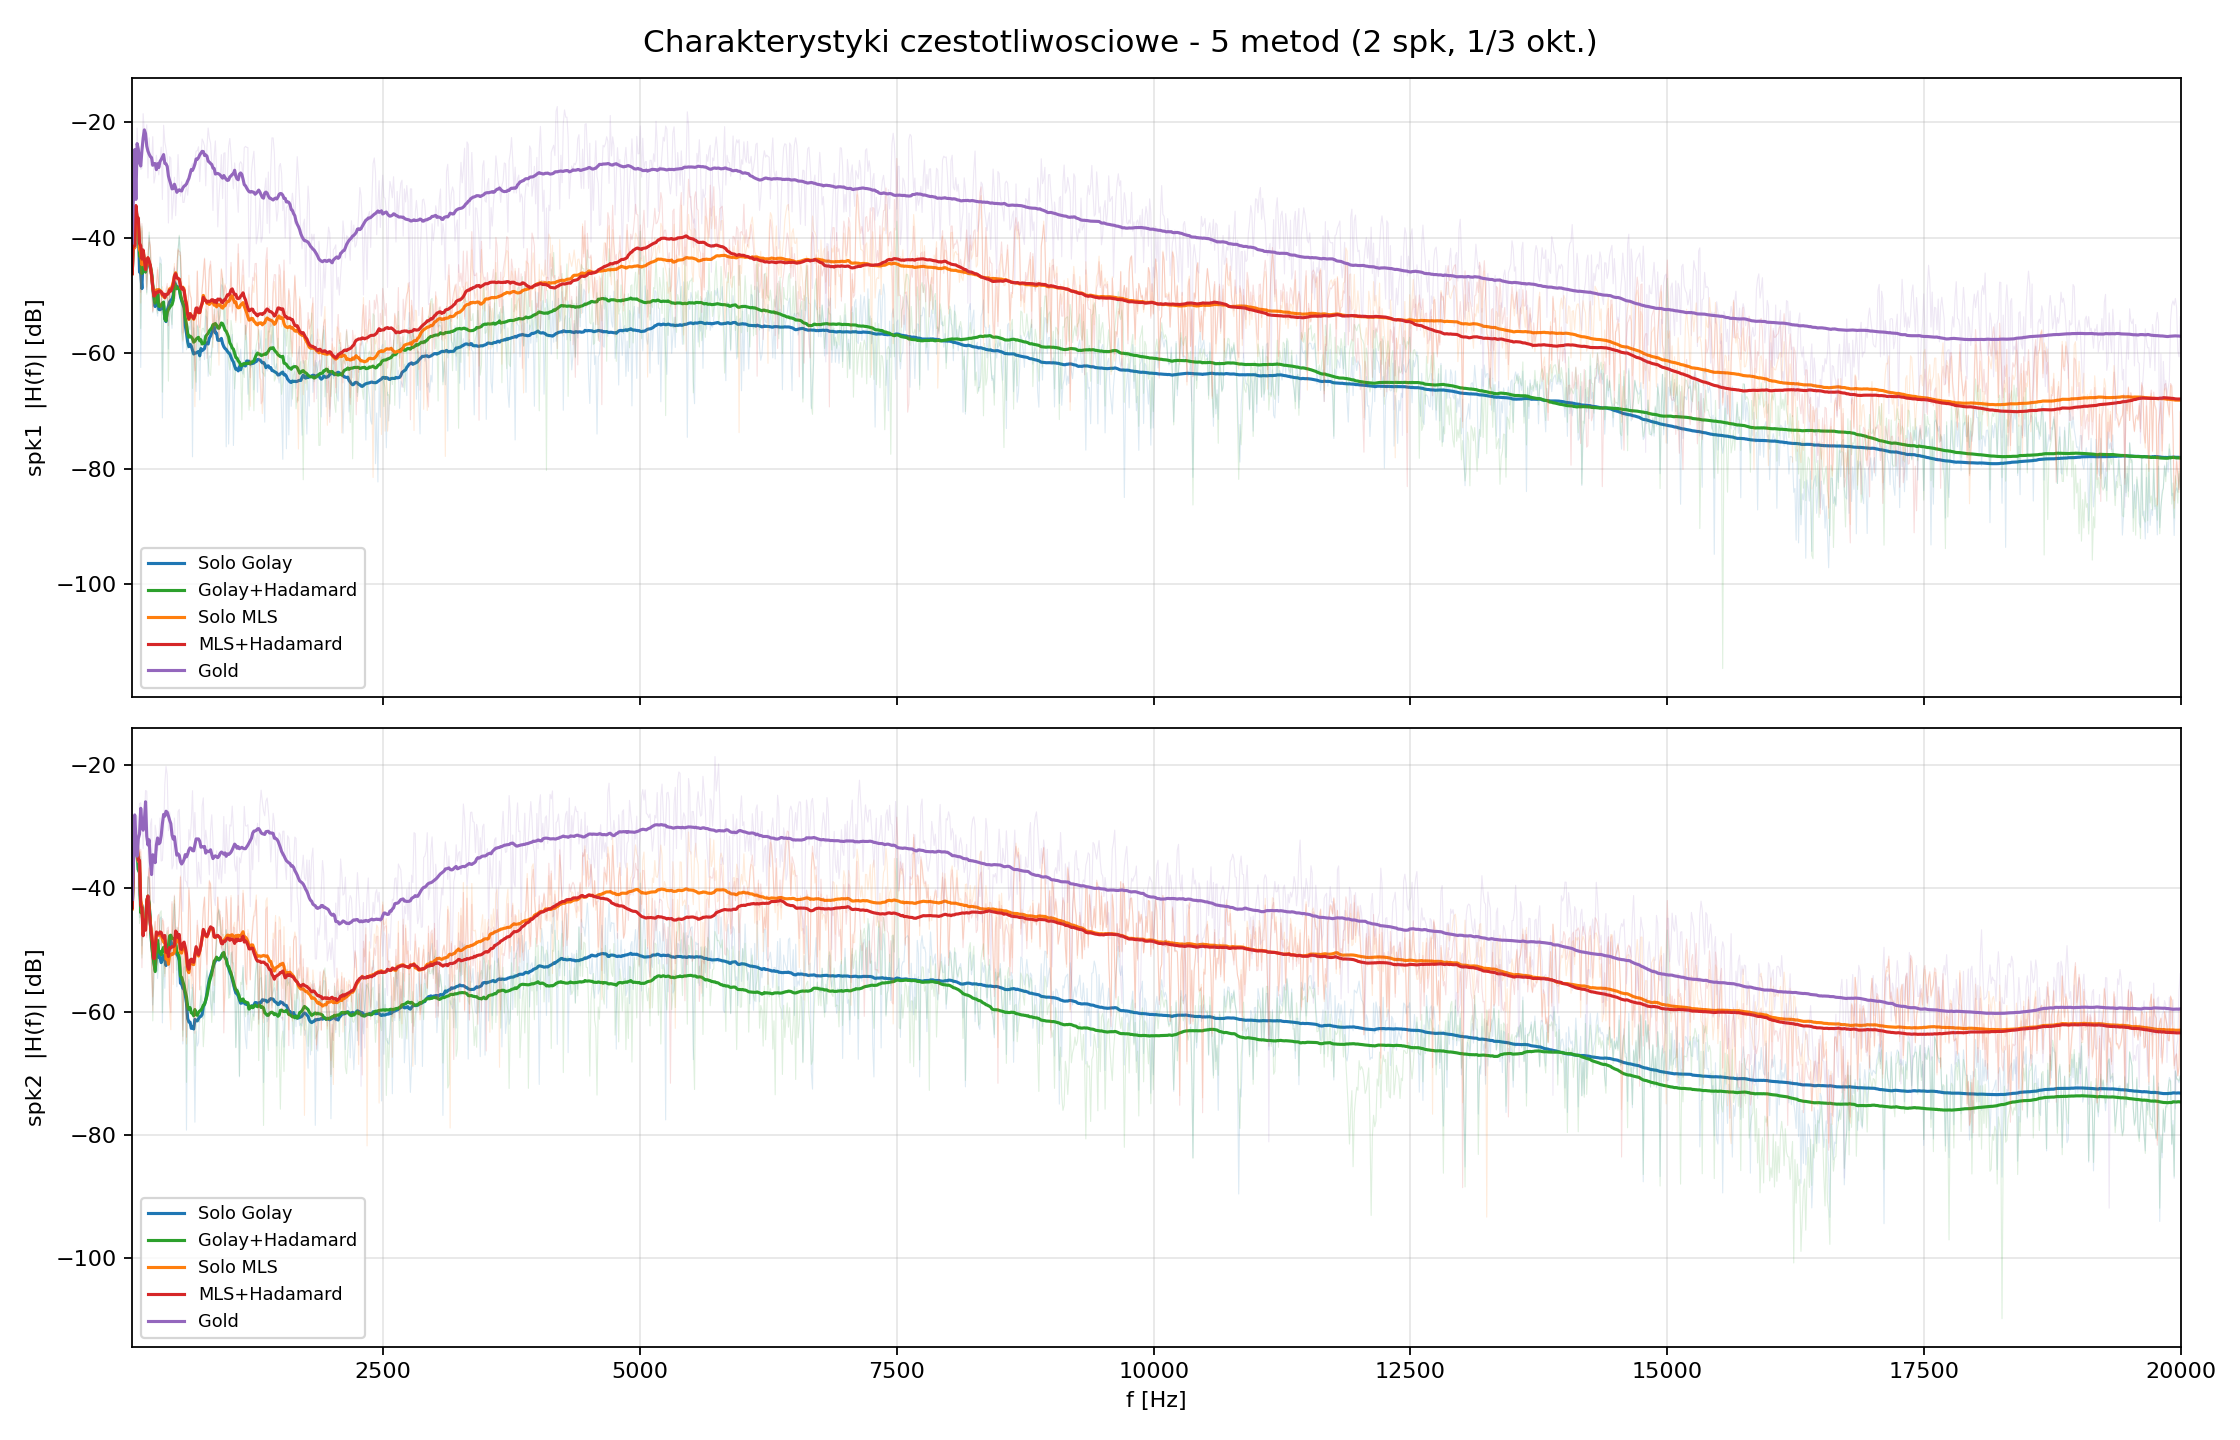 Charakterystyki czestotliwosciowe - 5 metod (2 spk, 1/3 okt.)
spk1 |H(f)| [dB]
−20
−40
−60
−80
−100
Solo Golay
Golay+Hadamard
Solo MLS
MLS+Hadamard
Gold
spk2 |H(f)| [dB]
−20
−40
−60
−80
−100
Solo Golay
Golay+Hadamard
Solo MLS
MLS+Hadamard
Gold
2500 5000 7500 10000 12500 15000 17500 20000
f [Hz]